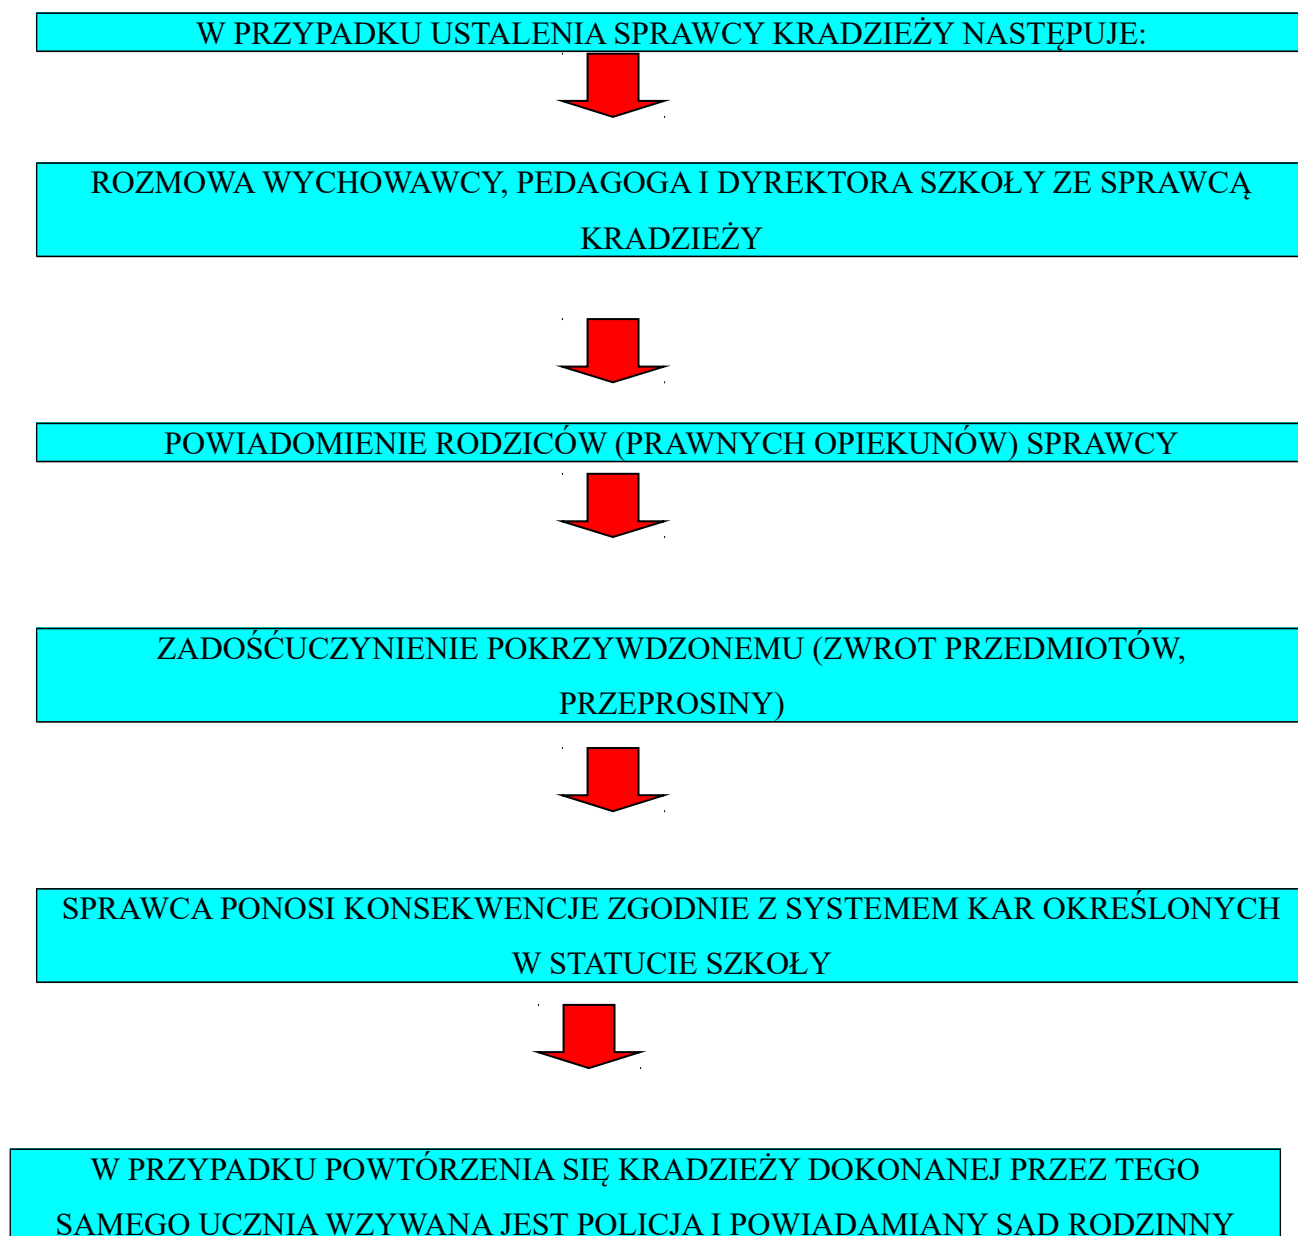 W PRZYPADKU USTALENIA SPRAWCY KRADZIEŻY NASTĘPUJE:
ROZMOWA WYCHOWAWCY, PEDAGOGA I DYREKTORA SZKOŁY ZE SPRAWCĄ
KRADZIEŻY
POWIADOMIENIE RODZICÓW (PRAWNYCH OPIEKUNÓW) SPRAWCY
ZADOŚĆUCZYNIENIE POKRZYWDZONEMU (ZWROT PRZEDMIOTÓW,
PRZEPROSINY)
SPRAWCA PONOSI KONSEKWENCJE ZGODNIE Z SYSTEMEM KAR OKREŚLONYCH
W STATUCIE SZKOŁY
W PRZYPADKU POWTÓRZENIA SIĘ KRADZIEŻY DOKONANEJ PRZEZ TEGO
SAMEGO UCZNIA WZYWANA JEST POLICJA I POWIADAMIANY SĄD RODZINNY